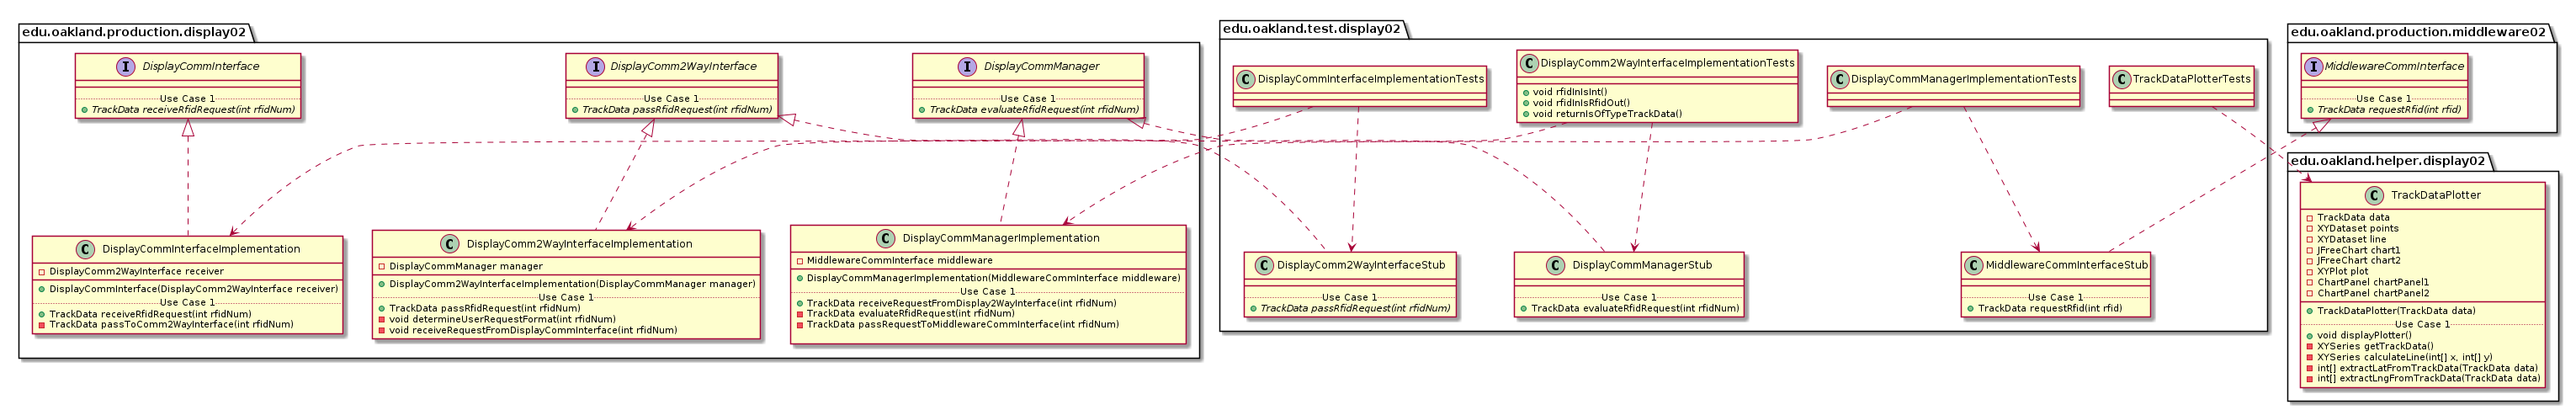 edu.oakland.production.display02
DisplayCommInterface
Use Case 1
TrackData receiveRfidRequest(int rfidNum)
DisplayComm2WayInterface
Use Case 1
TrackData passRfidRequest(int rfidNum)
DisplayCommManager
Use Case 1
TrackData evaluateRfidRequest(int rfidNum)
DisplayCommInterfaceImplementation
DisplayComm2WayInterface receiver
DisplayCommInterface(DisplayComm2WayInterface receiver)
Use Case 1
TrackData receiveRfidRequest(int rfidNum)
TrackData passToComm2WayInterface(int rfidNum)
DisplayComm2WayInterfaceImplementation
DisplayCommManager manager
DisplayComm2WayInterfaceImplementation(DisplayCommManager manager)
Use Case 1
TrackData passRfidRequest(int rfidNum)
void determineUserRequestFormat(int rfidNum)
void receiveRequestFromDisplayCommInterface(int rfidNum)
DisplayCommManagerImplementation
MiddlewareCommInterface middleware
DisplayCommManagerImplementation(MiddlewareCommInterface middleware)
Use Case 1
TrackData receiveRequestFromDisplay2WayInterface(int rfidNum)
TrackData evaluateRfidRequest(int rfidNum)
TrackData passRequestToMiddlewareCommInterface(int rfidNum)
edu.oakland.test.display02
DisplayCommInterfaceImplementationTests
DisplayComm2WayInterfaceImplementationTests
void rfidInIsInt()
void rfidInIsRfidOut()
void returnIsOfTypeTrackData()
DisplayCommManagerImplementationTests
TrackDataPlotterTests
DisplayComm2WayInterfaceStub
Use Case 1
TrackData passRfidRequest(int rfidNum)
DisplayCommManagerStub
Use Case 1
TrackData evaluateRfidRequest(int rfidNum)
MiddlewareCommInterfaceStub
Use Case 1
TrackData requestRfid(int rfid)
edu.oakland.production.middleware02
MiddlewareCommInterface
Use Case 1
TrackData requestRfid(int rfid)
edu.oakland.helper.display02
TrackDataPlotter
TrackData data
XYDataset points
XYDataset line
JFreeChart chart1
JFreeChart chart2
XYPlot plot
ChartPanel chartPanel1
ChartPanel chartPanel2
TrackDataPlotter(TrackData data)
Use Case 1
void displayPlotter()
XYSeries getTrackData()
XYSeries calculateLine(int[] x, int[] y)
int[] extractLatFromTrackData(TrackData data)
int[] extractLngFromTrackData(TrackData data)